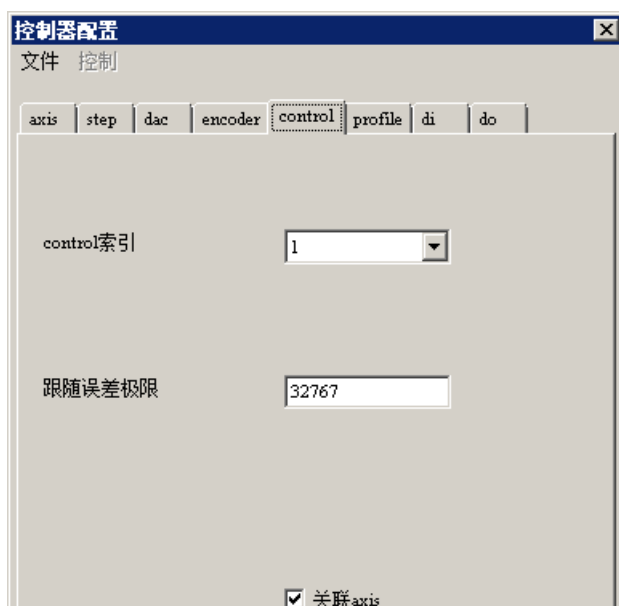 控制器配置
文件 控制
axis step dac encoder control profile di do
control索引 1
跟随误差极限 32767
关联axis